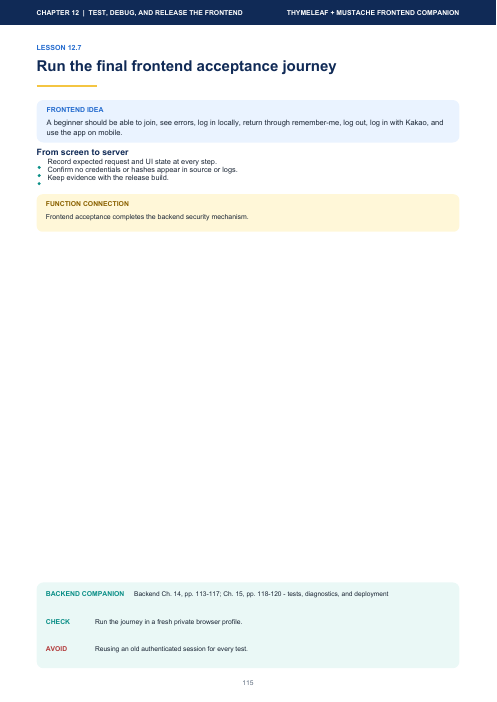 CHAPTER 12 | TEST, DEBUG, AND RELEASE THE FRONTEND
THYMELEAF + MUSTACHE FRONTEND COMPANION
LESSON 12.7
Run the final frontend acceptance journey
FRONTEND IDEA
A beginner should be able to join, see errors, log in locally, return through remember-me, log out, log in with Kakao, and
use the app on mobile.
From screen to server
Record expected request and UI state at every step.
Confirm no credentials or hashes appear in source or logs.
Keep evidence with the release build.
FUNCTION CONNECTION
Frontend acceptance completes the backend security mechanism.
BACKEND COMPANION Backend Ch. 14, pp. 113-117; Ch. 15, pp. 118-120 - tests, diagnostics, and deployment
CHECK Run the journey in a fresh private browser profile.
AVOID Reusing an old authenticated session for every test.
115